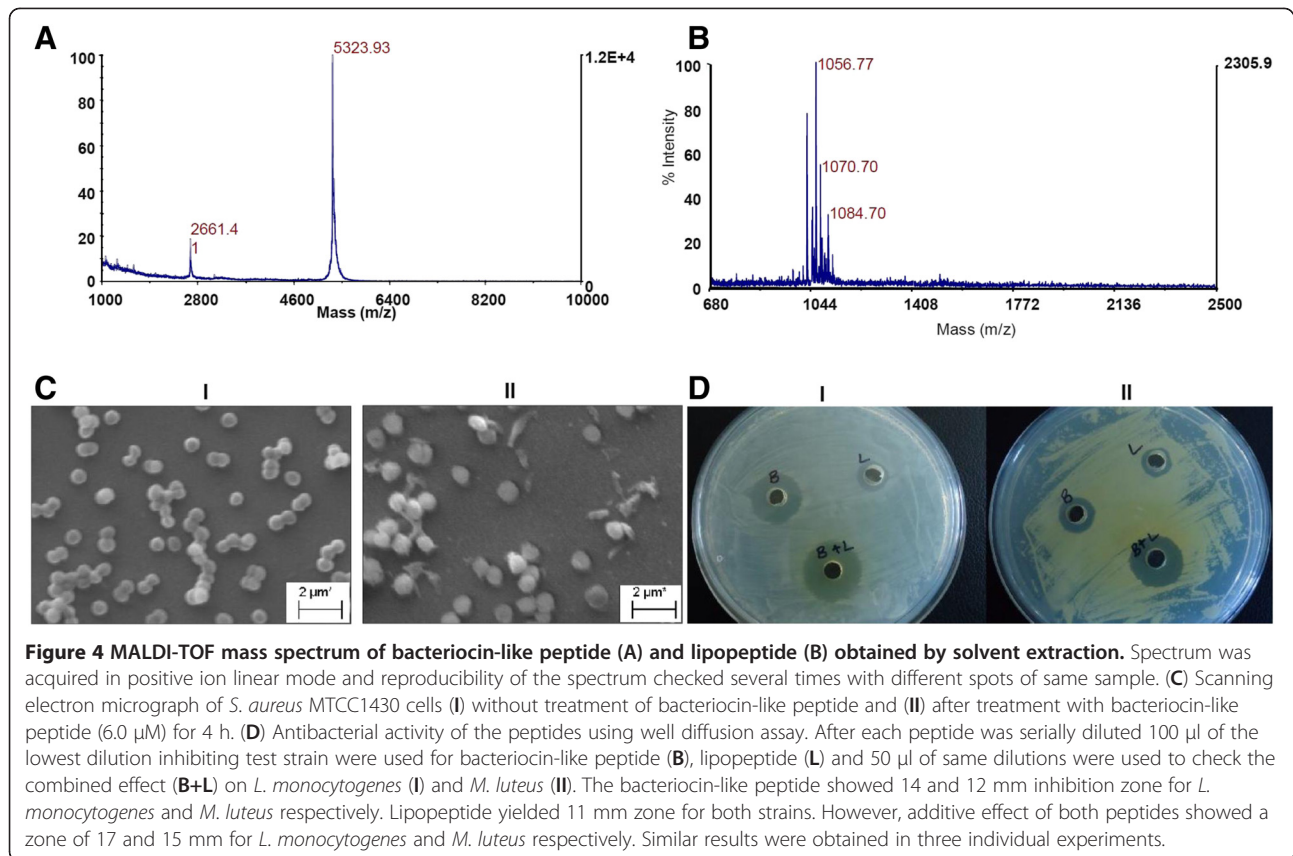 A
5323.93
100
1.2E+4
80
60
40
2661.4
1
20
0
0
1000
2800
4600
6400
8200
10000
Mass (m/z)
B
1056.77
100
2305.9
80
% Intensity
60
1070.70
40
1084.70
20
0
680
1044
1408
1772
2136
2500
Mass (m/z)
C
I
II
2 µm
2 µm
D
I
II
B
L
B+L
L
B
B+L
Figure 4 MALDI-TOF mass spectrum of bacteriocin-like peptide (A) and lipopeptide (B) obtained by solvent extraction. Spectrum was
acquired in positive ion linear mode and reproducibility of the spectrum checked several times with different spots of same sample. (C) Scanning
electron micrograph of S. aureus MTCC1430 cells (I) without treatment of bacteriocin-like peptide and (II) after treatment with bacteriocin-like
peptide (6.0 μM) for 4 h. (D) Antibacterial activity of the peptides using well diffusion assay. After each peptide was serially diluted 100 μl of the
lowest dilution inhibiting test strain were used for bacteriocin-like peptide (B), lipopeptide (L) and 50 μl of same dilutions were used to check the
combined effect (B+L) on L. monocytogenes (I) and M. luteus (II). The bacteriocin-like peptide showed 14 and 12 mm inhibition zone for L.
monocytogenes and M. luteus respectively. Lipopeptide yielded 11 mm zone for both strains. However, additive effect of both peptides showed a
zone of 17 and 15 mm for L. monocytogenes and M. luteus respectively. Similar results were obtained in three individual experiments.